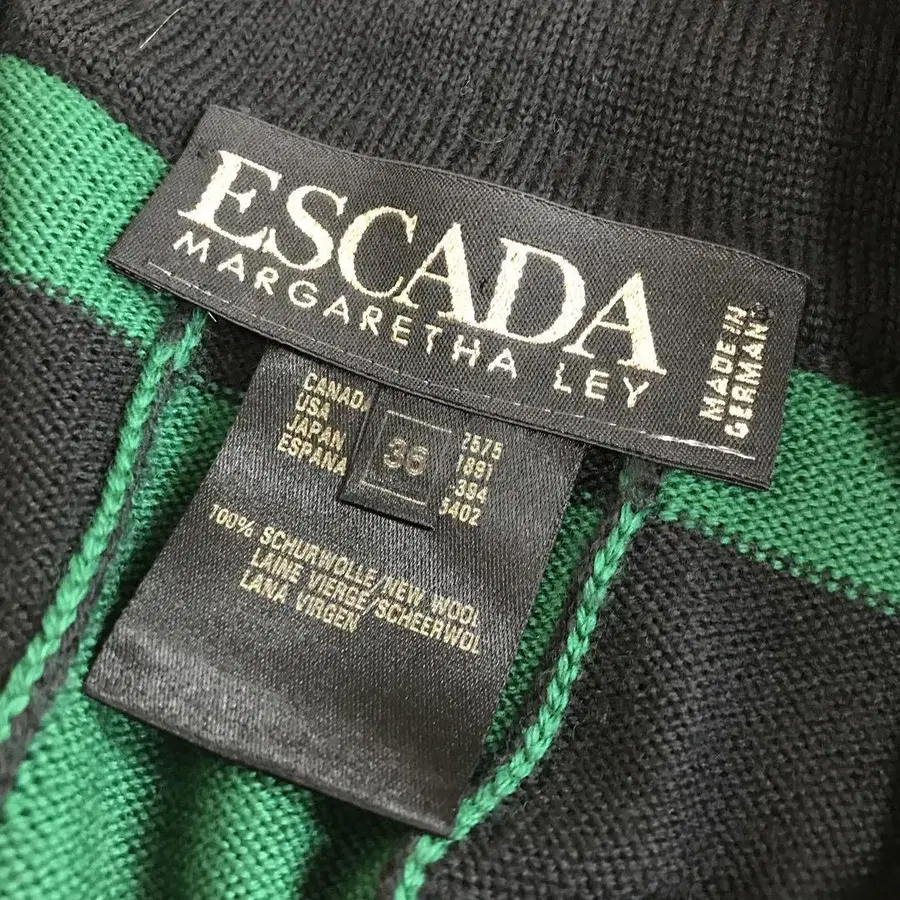 ESCADA
MARGARETHA LEY
MADE IN
GERMANY
CANADA
USA
JAPAN
ESPANA
36
7575
1891
394
3402
100% SCHURWOLLE/NEW WOOL
LAINE VIERGE/SCHEERWOL
LANA VIRGEN